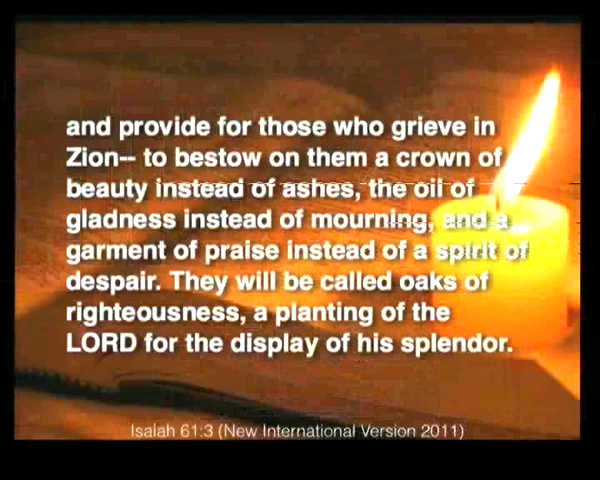 and provide for those who grieve in
Zion-- to bestow on them a crown of
beauty instead of ashes, the oil of
gladness instead of mourning, and a
garment of praise instead of a spirit of
despair. They will be called oaks of
righteousness, a planting of the
LORD for the display of his splendor.
Isaiah 61:3 (New International Version 2011)